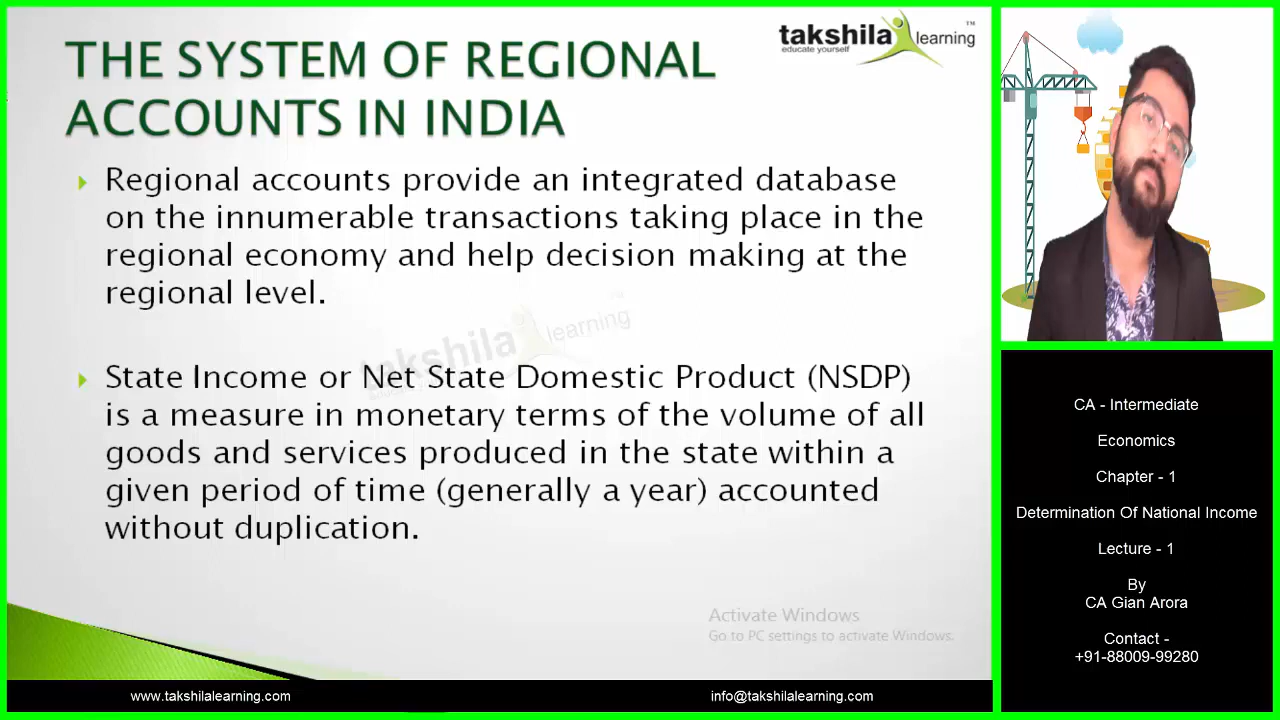 THE SYSTEM OF REGIONAL
ACCOUNTS IN INDIA
takshila learning
TM
educate yourself
Regional accounts provide an integrated database
on the innumerable transactions taking place in the
regional economy and help decision making at the
regional level.
takshila learning
State Income or Net State Domestic Product (NSDP)
is a measure in monetary terms of the volume of all
goods and services produced in the state within a
given period of time (generally a year) accounted
without duplication.
Activate Windows
Go to PC settings to activate Windows.
www.takshilalearning.com
info@takshilalearning.com
CA - Intermediate
Economics
Chapter - 1
Determination Of National Income
Lecture - 1
By
CA Gian Arora
Contact -
+91-88009-99280